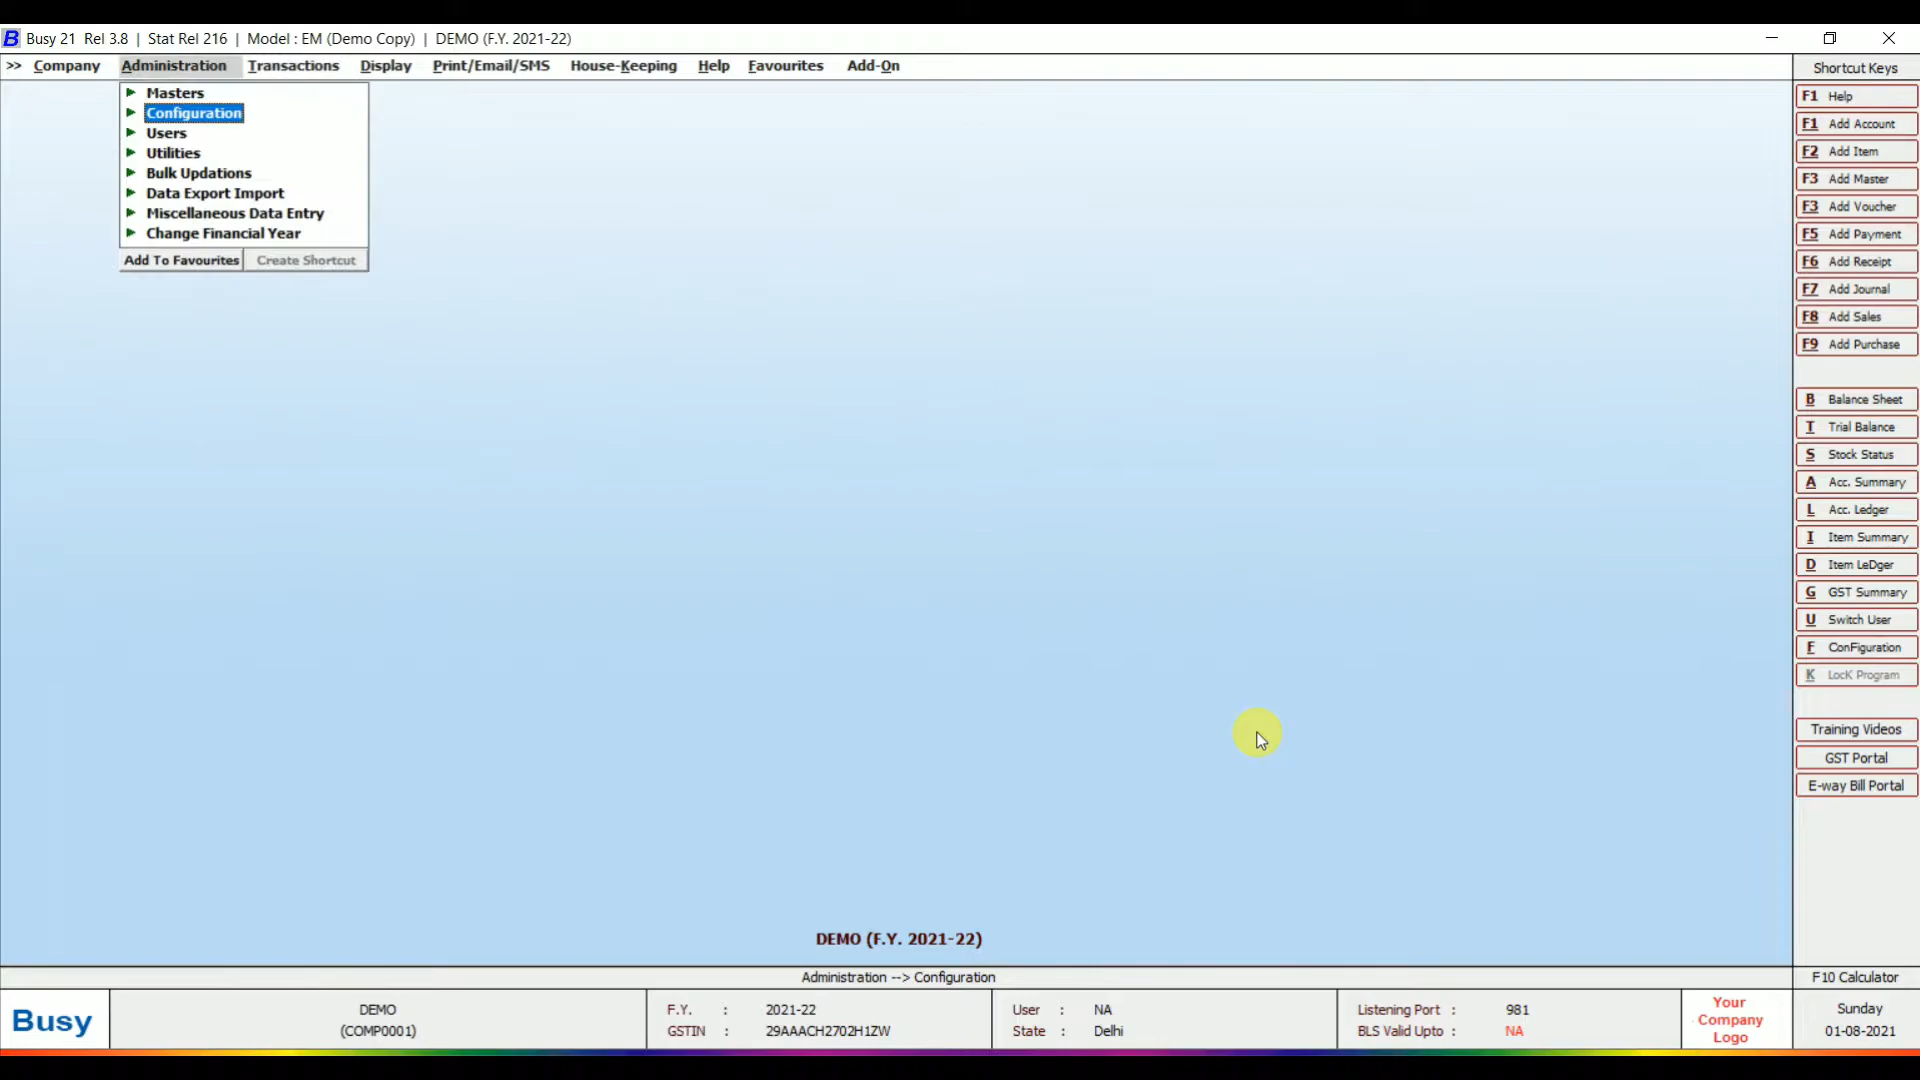 B Busy 21 Rel 3.8 | Stat Rel 216 | Model : EM (Demo Copy) | DEMO (F.Y. 2021-22)
>> Company Administration Transactions Display Print/Email/SMS House-Keeping Help Favourites Add-On
Masters
Configuration
Users
Utilities
Bulk Updations
Data Export Import
Miscellaneous Data Entry
Change Financial Year
Add To Favourites Create Shortcut
Shortcut Keys
F1 Help
F1 Add Account
F2 Add Item
F3 Add Master
F3 Add Voucher
F5 Add Payment
F6 Add Receipt
F7 Add Journal
F8 Add Sales
F9 Add Purchase
B Balance Sheet
T Trial Balance
S Stock Status
A Acc. Summary
L Acc. Ledger
I Item Summary
D Item LeDger
G GST Summary
U Switch User
F ConFiguration
K LocK Program
Training Videos
GST Portal
E-way Bill Portal
DEMO (F.Y. 2021-22)
Administration --> Configuration
F10 Calculator
Busy
DEMO
(COMP0001)
F.Y. : 2021-22
GSTIN : 29AAACH2702H1ZW
User : NA
State : Delhi
Listening Port : 981
BLS Valid Upto : NA
Your
Company
Logo
Sunday
01-08-2021